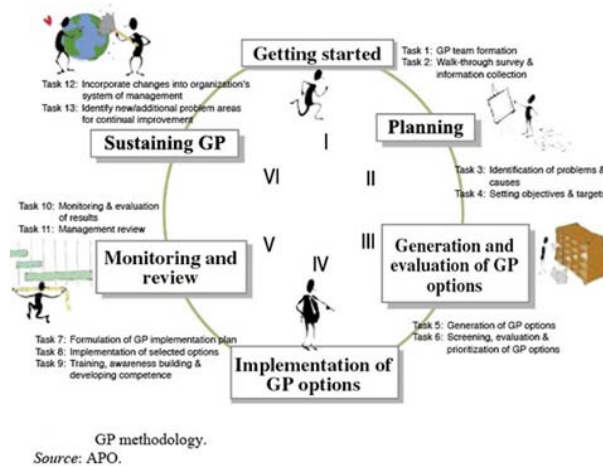 Getting started
Task 1: GP team formation
Task 2: Walk-through survey &
information collection
Planning
Task 3: Identification of problems &
causes
Task 4: Setting objectives & targets
Generation and
evaluation of GP
options
Task 5: Generation of GP options
Task 6: Screening, evaluation &
prioritization of GP options
Implementation of
GP options
Task 7: Formulation of GP implementation plan
Task 8: Implementation of selected options
Task 9: Training, awareness building &
developing competence
Monitoring and
review
Task 10: Monitoring & evaluation
of results
Task 11: Management review
Sustaining GP
Task 12: Incorporate changes into organization's
system of management
Task 13: Identify new/additional problem areas
for continual improvement
I
II
III
IV
V
VI
GP methodology.
Source: APO.